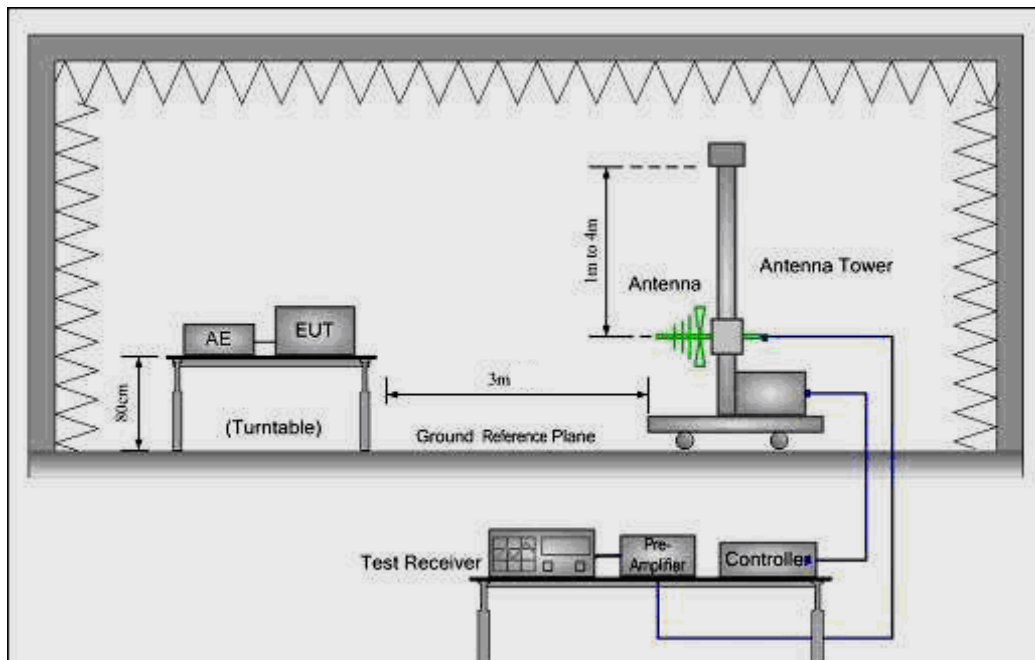 1m to 4m
Antenna Tower
Antenna
AE
EUT
3m
80cm
(Turntable)
Ground Reference Plane
Test Receiver
Pre-
Amplifier
Controller